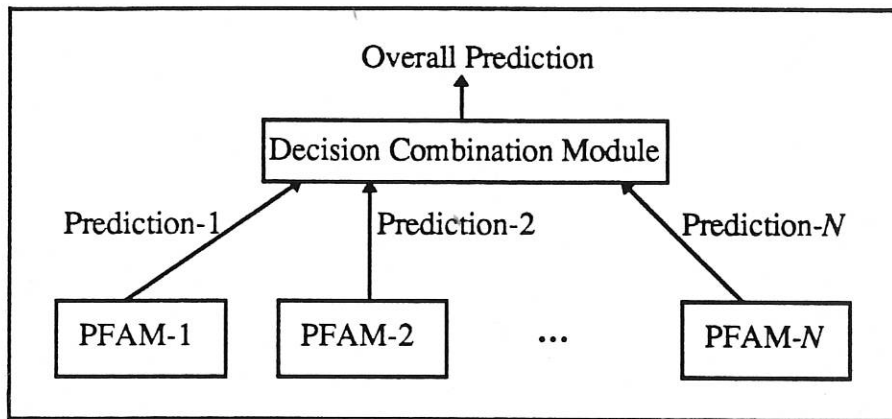 Overall Prediction
Decision Combination Module
Prediction-1 Prediction-2 Prediction-N
PFAM-1 PFAM-2 ... PFAM-N